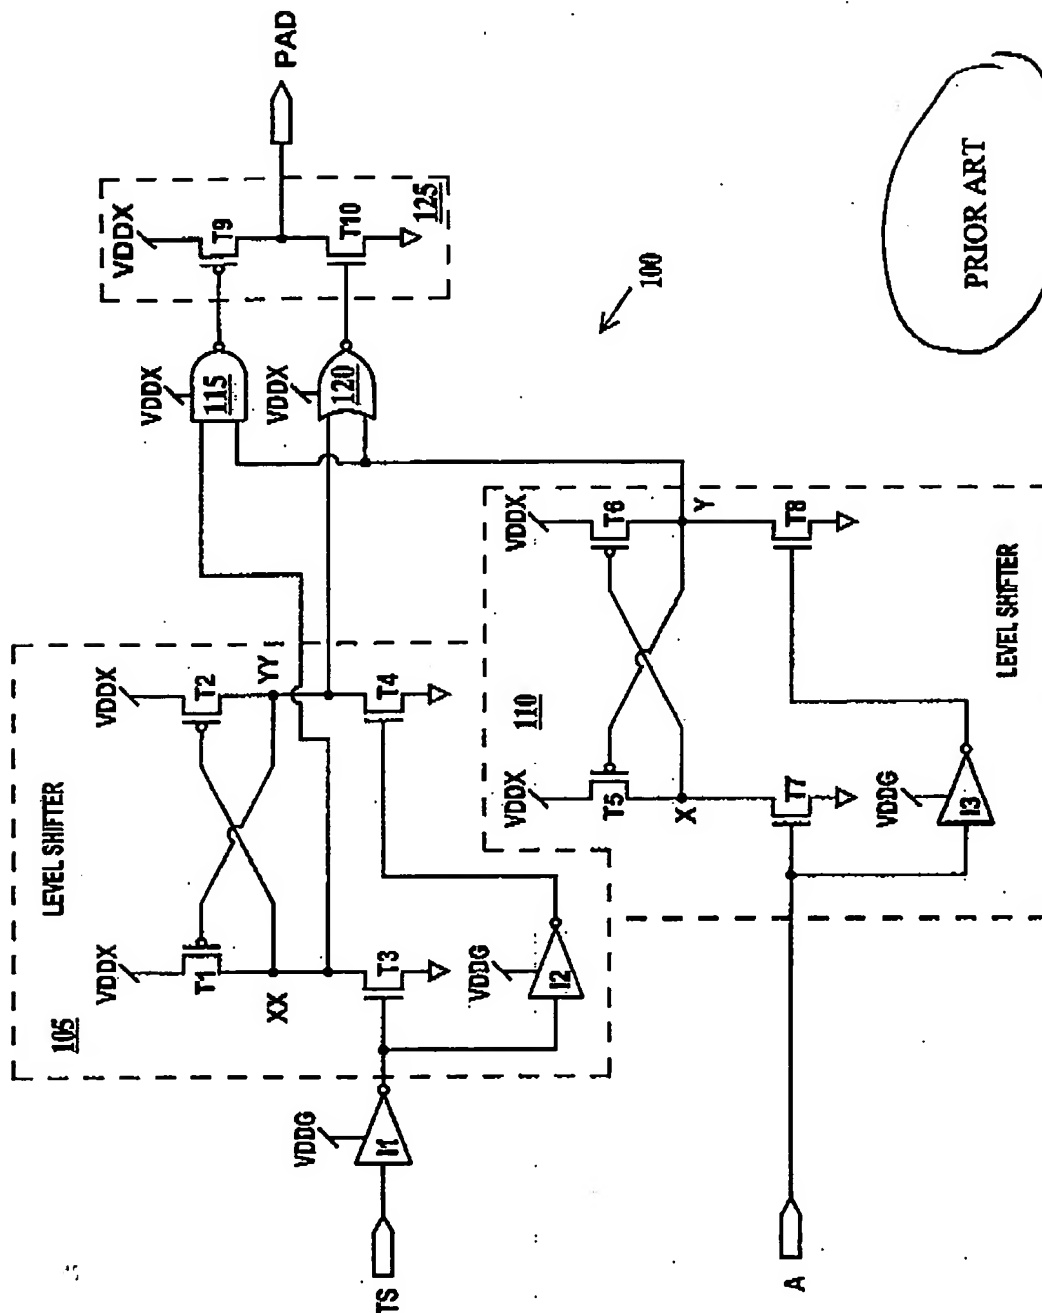 LEVEL SHIFTER
105
VDDX
VDDX
T1
T2
XX
YY
T3
T4
VDDG
I2
TS
VDDG
I1
VDDX
115
VDDX
120
VDDX
T9
T10
125
PAD
100
PRIOR ART
110
VDDX
VDDX
T5
T6
X
Y
T7
T8
VDDG
I3
LEVEL SHIFTER
A